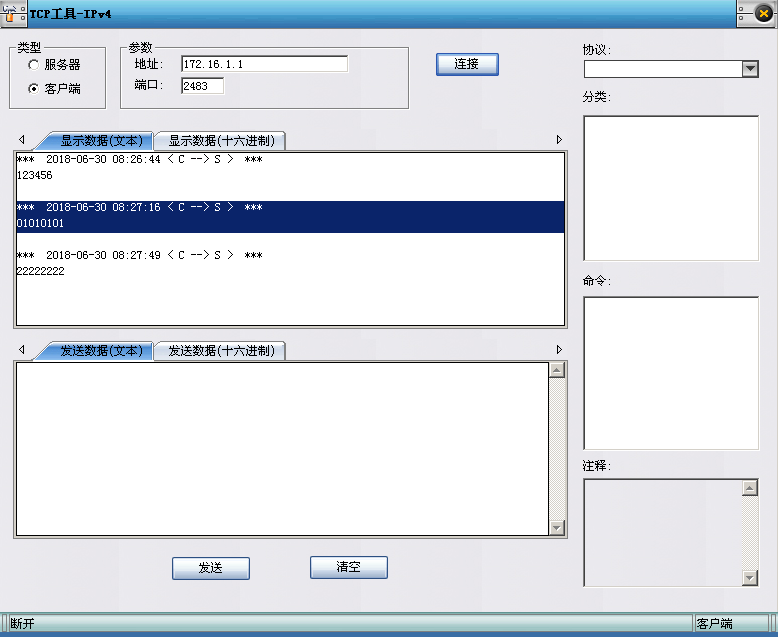 TCP工具-IPv4
类型
服务器
客户端
参数
地址: 172.16.1.1
端口: 2483
连接
协议:
分类:
显示数据(文本) 显示数据(十六进制)
*** 2018-06-30 08:26:44 < C --> S > ***
123456
*** 2018-06-30 08:27:16 < C --> S > ***
01010101
*** 2018-06-30 08:27:49 < C --> S > ***
22222222
命令:
发送数据(文本) 发送数据(十六进制)
注释:
发送 清空
断开 客户端